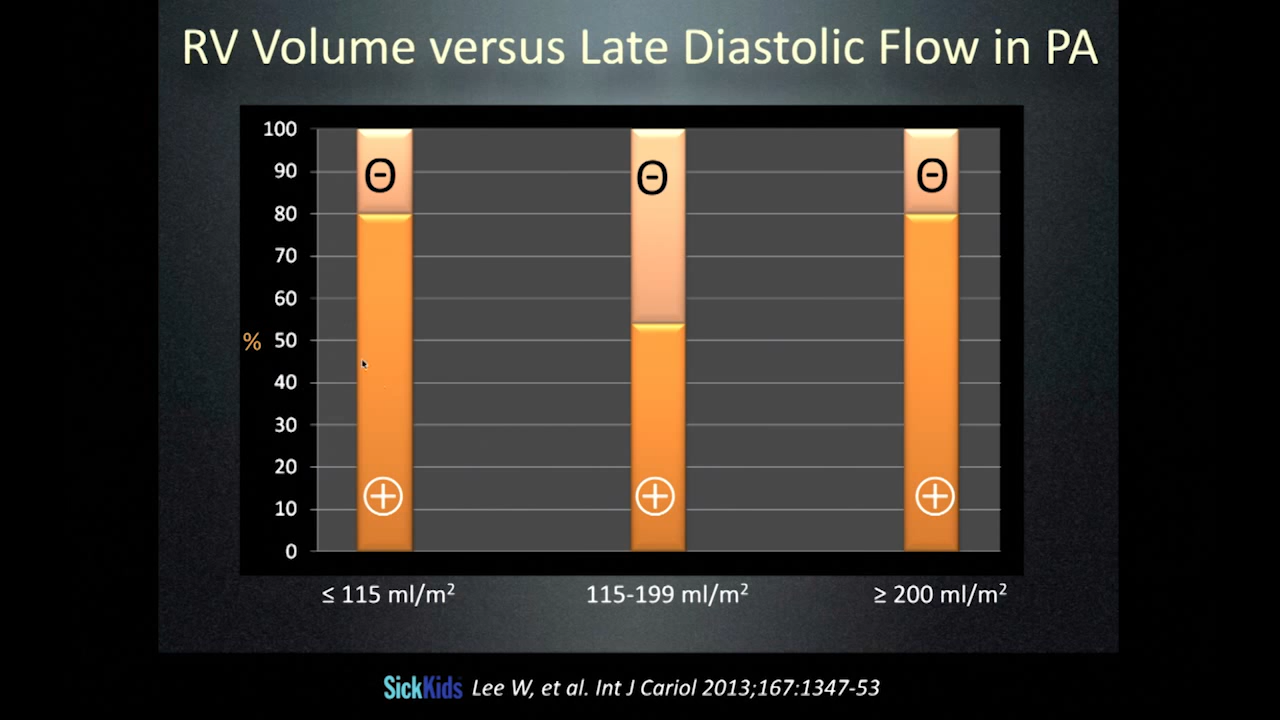 RV Volume versus Late Diastolic Flow in PA
100
90
80
70
60
% 50
40
30
20
10
0
Θ Θ Θ
+ + +
≤ 115 ml/m² 115-199 ml/m² ≥ 200 ml/m²
SickKids Lee W, et al. Int J Cariol 2013;167:1347-53